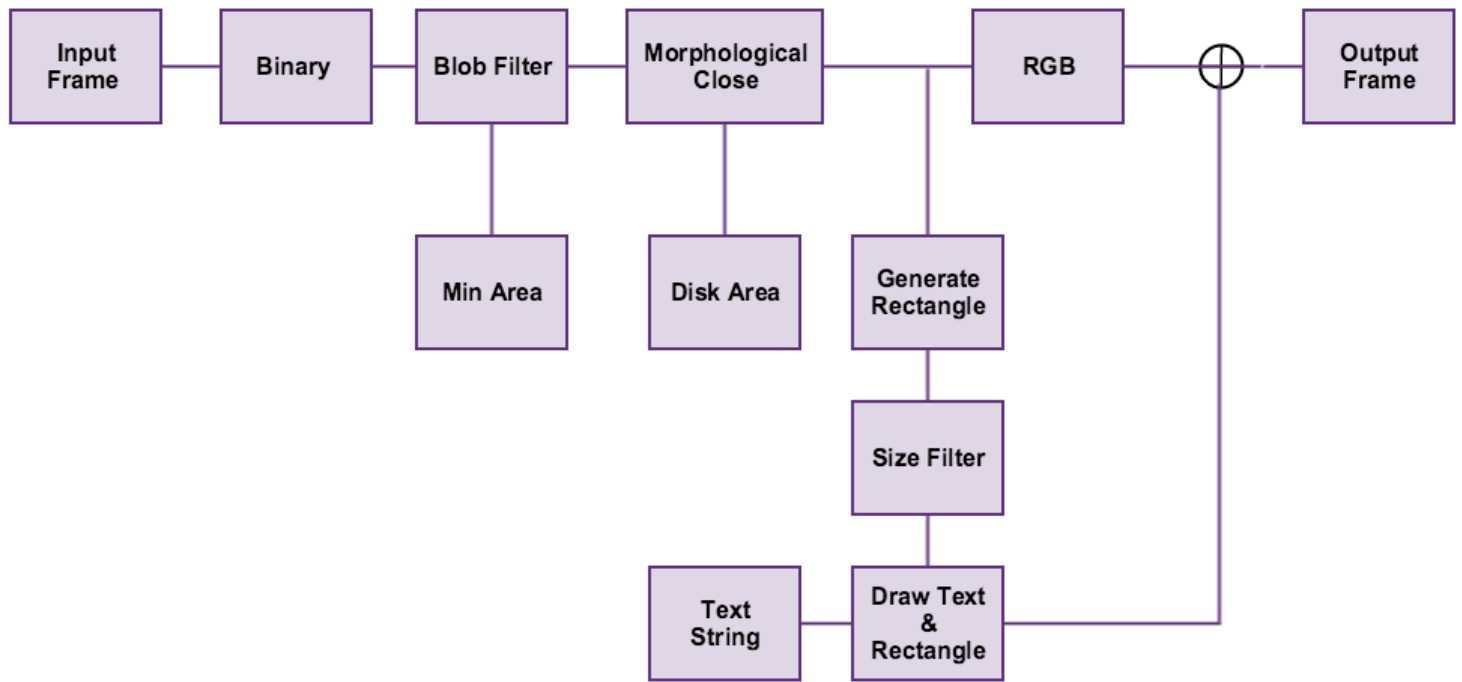 Input
Frame
Binary
Blob Filter
Morphological
Close
RGB
Output
Frame
Min Area
Disk Area
Generate
Rectangle
Size Filter
Text
String
Draw Text
&
Rectangle